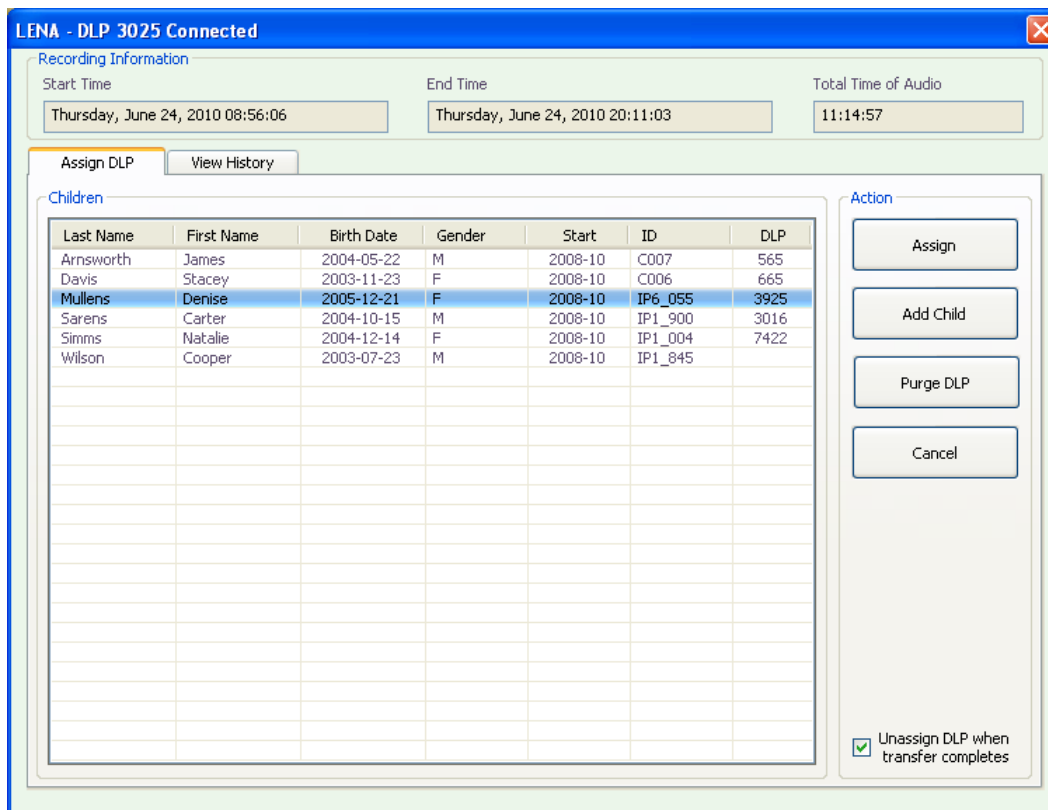 LENA - DLP 3025 Connected
Recording Information
Start Time End Time Total Time of Audio
Thursday, June 24, 2010 08:56:06 Thursday, June 24, 2010 20:11:03 11:14:57
Assign DLP View History
Children
Last Name First Name Birth Date Gender Start ID DLP
Arnsworth James 2004-05-22 M 2008-10 C007 565
Davis Stacey 2003-11-23 F 2008-10 C006 665
Mullens Denise 2005-12-21 F 2008-10 IP6_055 3925
Sarens Carter 2004-10-15 M 2008-10 IP1_900 3016
Simms Natalie 2004-12-14 F 2008-10 IP1_004 7422
Wilson Cooper 2003-07-23 M 2008-10 IP1_845
Action
Assign
Add Child
Purge DLP
Cancel
Unassign DLP when
transfer completes